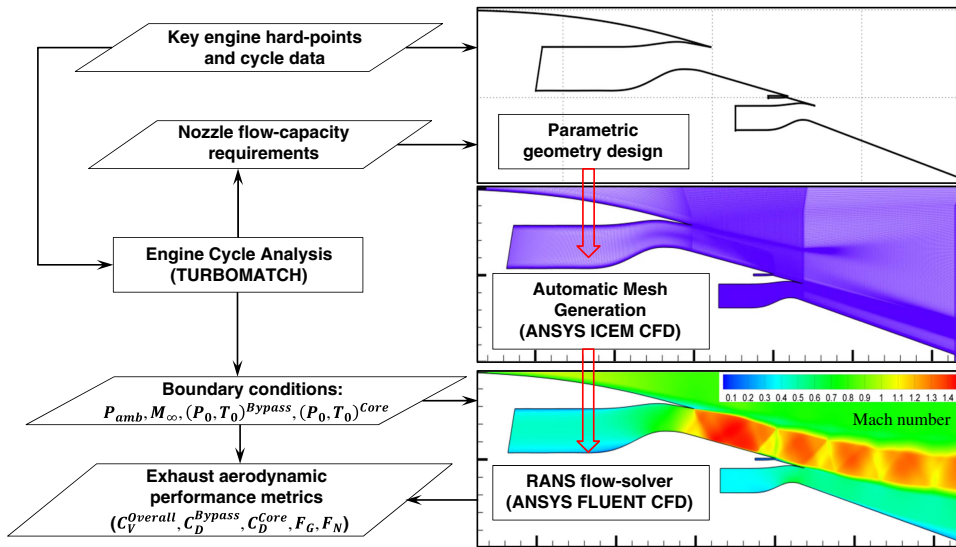 Key engine hard-points
and cycle data
Nozzle flow-capacity
requirements
Parametric
geometry design
Engine Cycle Analysis
(TURBOMATCH)
Automatic Mesh
Generation
(ANSYS ICEM CFD)
Boundary conditions:
P_{amb}, M_∞, (P_0, T_0)^{Bypass}, (P_0, T_0)^{Core}
0.1 0.2 0.3 0.4 0.5 0.6 0.7 0.8 0.9 1 1.1 1.2 1.3 1.4
Mach number
Exhaust aerodynamic
performance metrics
(C_V^{Overall}, C_D^{Bypass}, C_D^{Core}, F_G, F_N)
RANS flow-solver
(ANSYS FLUENT CFD)